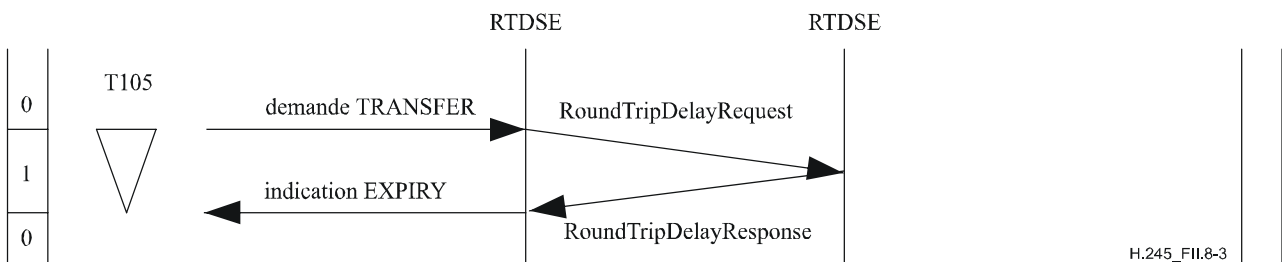 RTDSE RTDSE
T105
0
demande TRANSFER
RoundTripDelayRequest
1
indication EXPIRY
RoundTripDelayResponse
0
H.245_FII.8-3